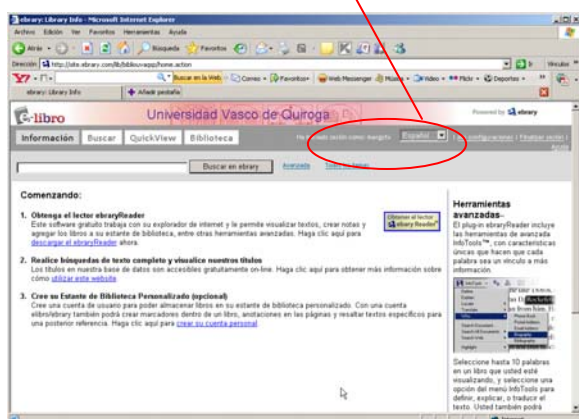 ebrary: Library Info - Microsoft Internet Explorer
Archivo Edición Ver Favoritos Herramientas Ayuda
Atrás Búsqueda Favoritos
Dirección http://site.ebrary.com/lib/bibliouvaqsp/home.action Ir Vínculos
Buscar en la Web Correo Favoritos Web Messenger Música Video Flickr Deportes
ebrary: Library Info Añadir pestaña
e-libro Universidad Vasco de Quiroga Powered by ebrary
Información Buscar QuickView Biblioteca sesión como: Español configuraciones | Finalizar sesión |
Ayuda
Buscar en ebrary Avanzada
Comenzando:
1. Obtenga el lector ebraryReader
Este software gratuito trabaja con su explorador de internet y le permite visualizar textos, crear notas y
agregar los libros a su estante de biblioteca, entre otras herramientas avanzadas. Haga clic aquí para
descargar el ebraryReader ahora.
Obtener el lector
ebrary Reader
2. Realice búsquedas de texto completo y visualice nuestros títulos
Los títulos en nuestra base de datos son accesibles gratuitamente on-line. Haga clic aquí para obtener más información sobre
cómo utilizar este website.
3. Cree su Estante de Biblioteca Personalizado (opcional)
Cree una cuenta de usuario para poder almacenar libros en su estante de biblioteca personalizado. Con una cuenta
elibro/ebrary también podrá crear marcadores dentro de un libro, anotaciones en las páginas y resaltar textos específicos para
una posterior referencia. Haga clic aquí para crear su cuenta personal.
Herramientas
avanzadas-
El plug-in ebraryReader incluye
las herramientas de avanzada
InfoTools™, con características
únicas que hacen que cada
palabra sea un vínculo a más
información.
Seleccione hasta 10 palabras
en un libro que usted esté
visualizando, y seleccione una
opción del menú InfoTools para
definir, explicar, o traducir el
texto. Usted también podrá
Internet